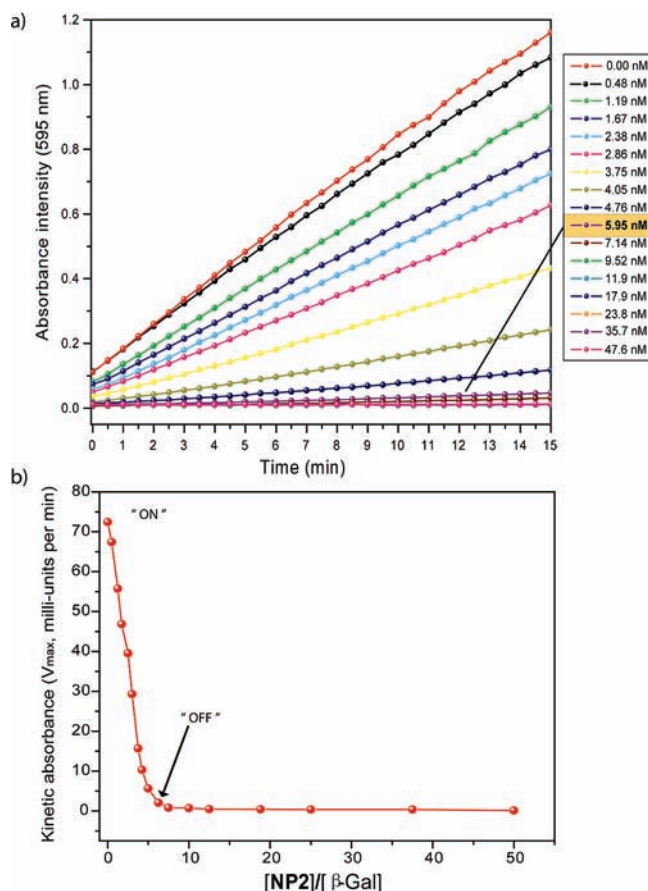 a)
Absorbance intensity (595 nm)
1.2
1.0
0.8
0.6
0.4
0.2
0.0
0 1 2 3 4 5 6 7 8 9 10 11 12 13 14 15
Time (min)
0.00 nM
0.48 nM
1.19 nM
1.67 nM
2.38 nM
2.86 nM
3.75 nM
4.05 nM
4.76 nM
5.95 nM
7.14 nM
9.52 nM
11.9 nM
17.9 nM
23.8 nM
35.7 nM
47.6 nM
b)
Kinetic absorbance (Vmax, milli-units per min)
80
70
60
50
40
30
20
10
0
" ON "
" OFF "
0 10 20 30 40 50
[NP2]/[ β-Gal]